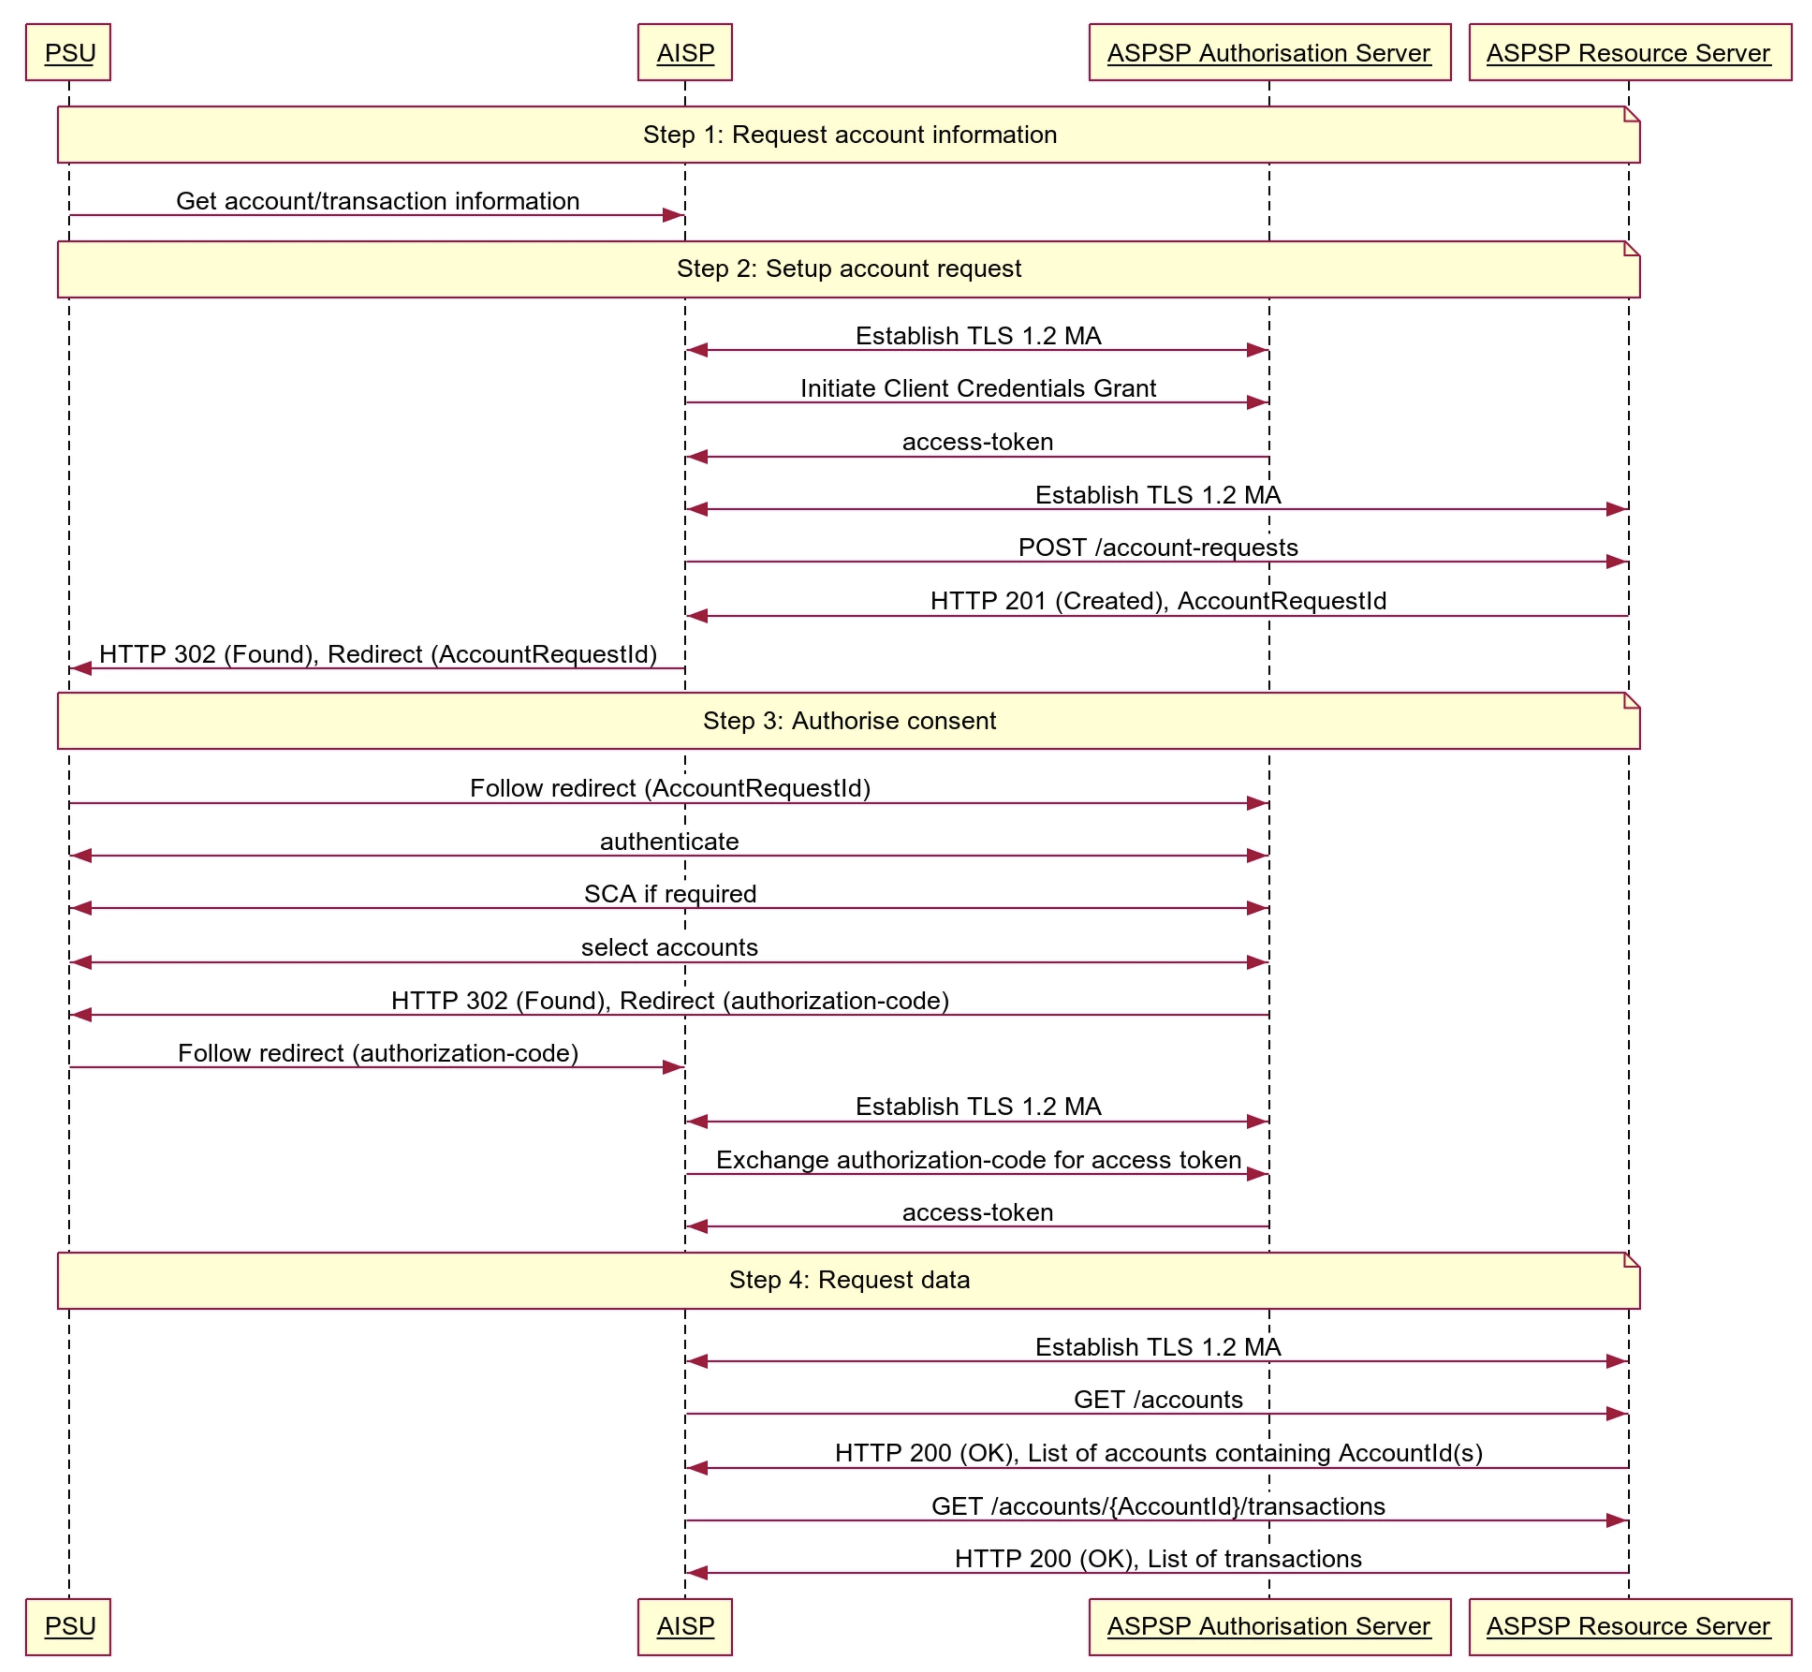 PSU
AISP
ASPSP Authorisation Server
ASPSP Resource Server
Step 1: Request account information
Get account/transaction information
Step 2: Setup account request
Establish TLS 1.2 MA
Initiate Client Credentials Grant
access-token
Establish TLS 1.2 MA
POST /account-requests
HTTP 201 (Created), AccountRequestId
HTTP 302 (Found), Redirect (AccountRequestId)
Step 3: Authorise consent
Follow redirect (AccountRequestId)
authenticate
SCA if required
select accounts
HTTP 302 (Found), Redirect (authorization-code)
Follow redirect (authorization-code)
Establish TLS 1.2 MA
Exchange authorization-code for access token
access-token
Step 4: Request data
Establish TLS 1.2 MA
GET /accounts
HTTP 200 (OK), List of accounts containing AccountId(s)
GET /accounts/{AccountId}/transactions
HTTP 200 (OK), List of transactions
PSU
AISP
ASPSP Authorisation Server
ASPSP Resource Server